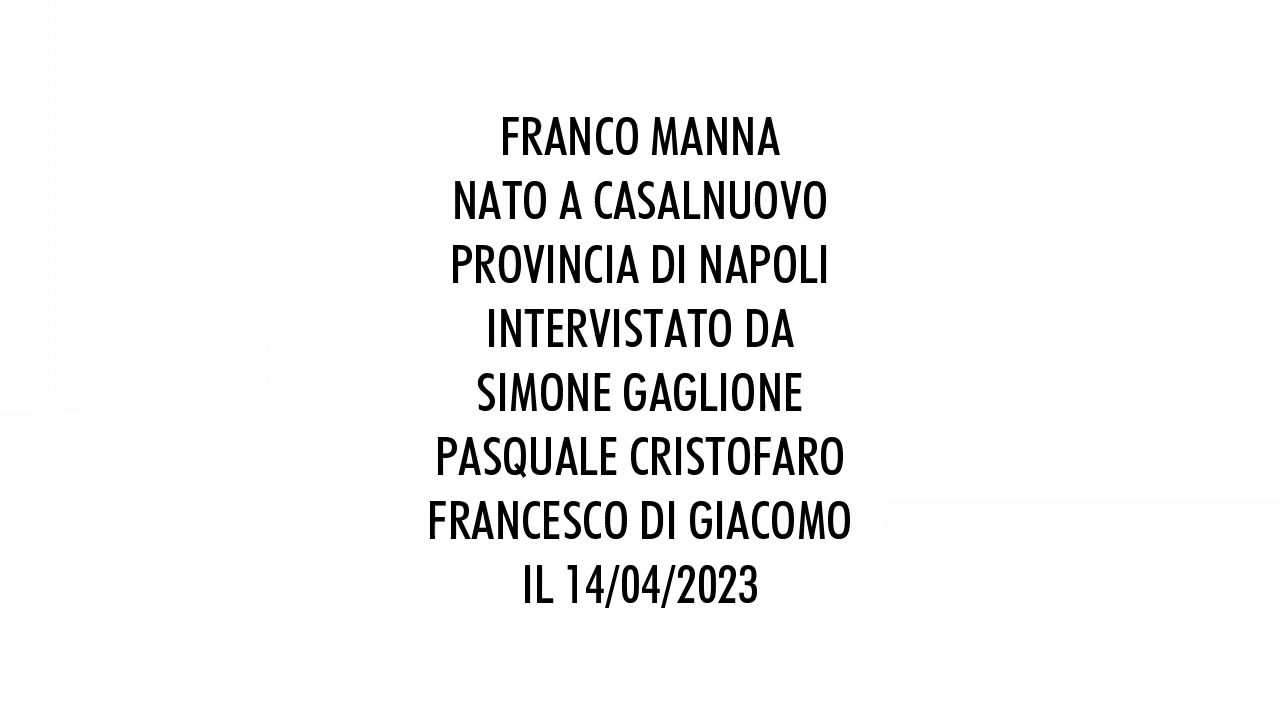 FRANCO MANNA
NATO A CASALNUOVO
PROVINCIA DI NAPOLI
INTERVISTATO DA
SIMONE GAGLIONE
PASQUALE CRISTOFARO
FRANCESCO DI GIACOMO
IL 14/04/2023